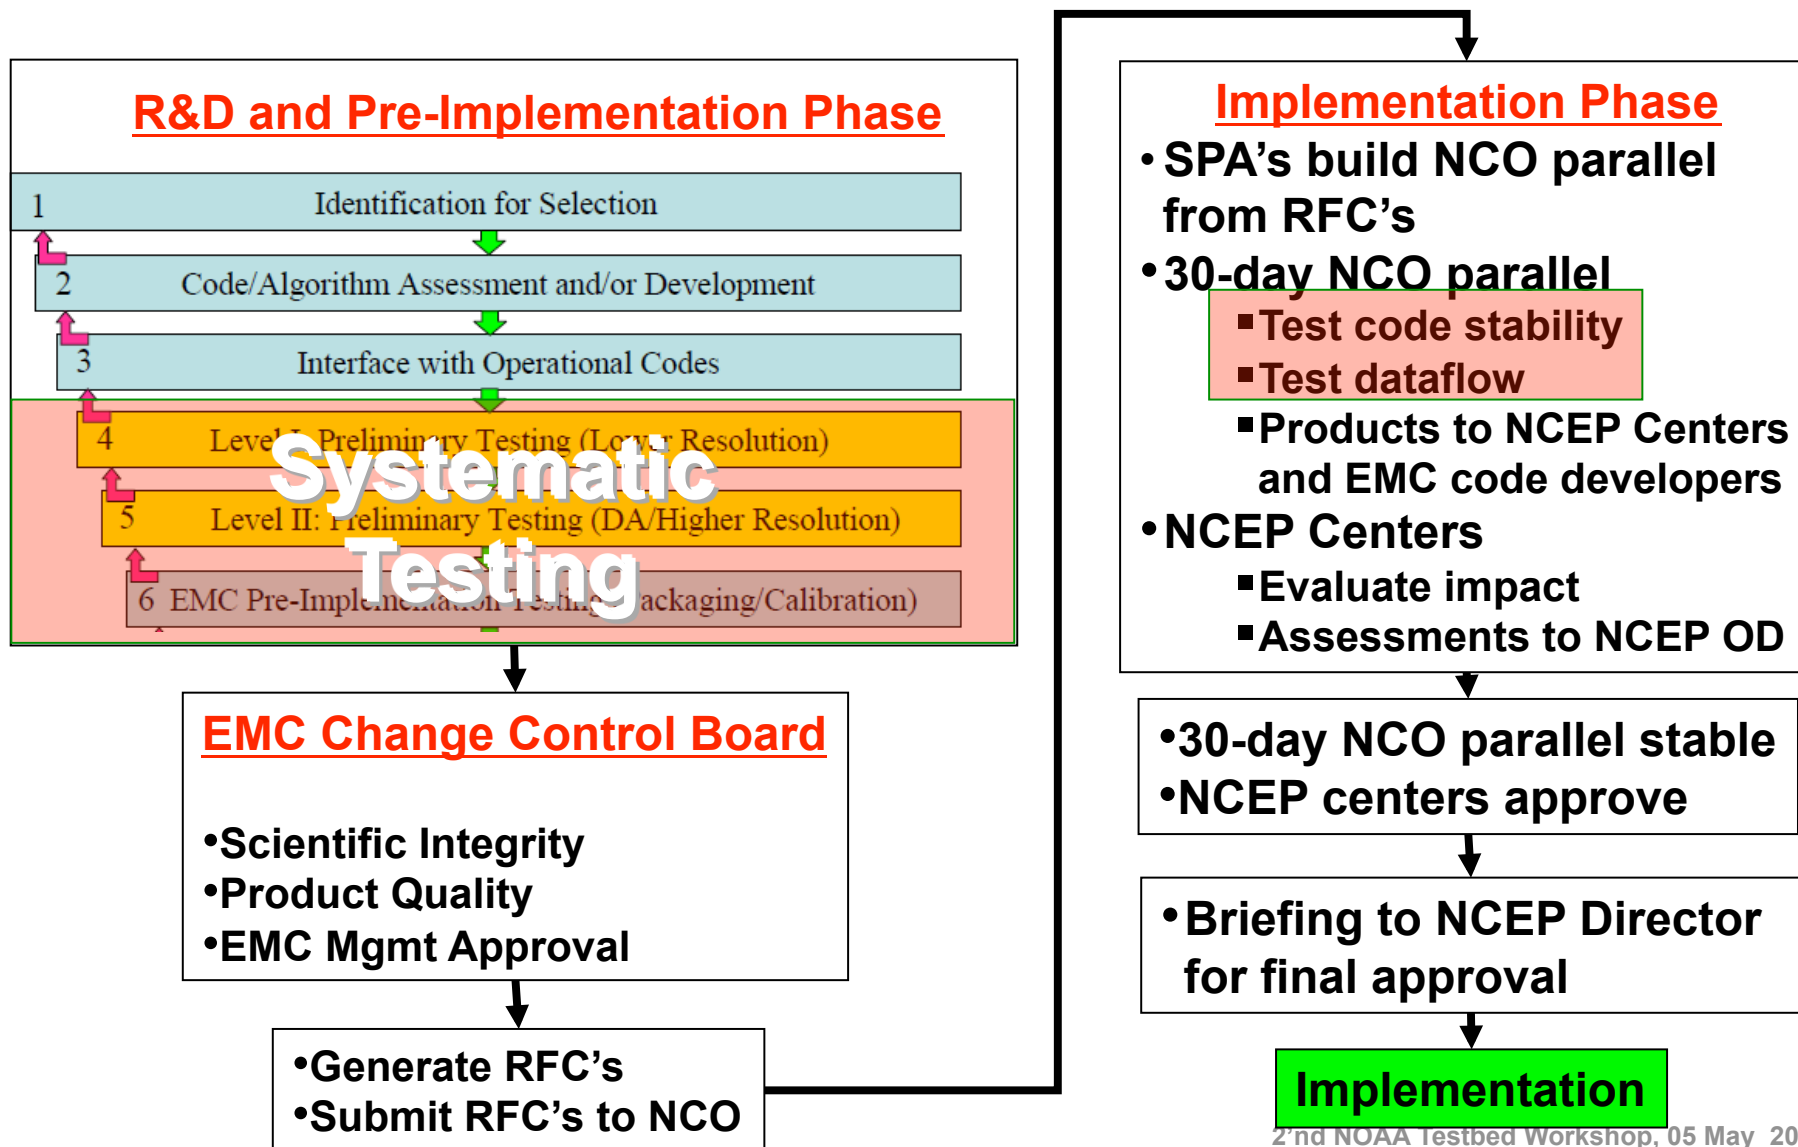 R&D and Pre-Implementation Phase
1 Identification for Selection
2 Code/Algorithm Assessment and/or Development
3 Interface with Operational Codes
4 Level I: Preliminary Testing (Lower Resolution)
5 Level II: Preliminary Testing (DA/Higher Resolution)
6 EMC Pre-Implementation Testing (Packaging/Calibration)
Systematic
Testing
EMC Change Control Board
•Scientific Integrity
•Product Quality
•EMC Mgmt Approval
•Generate RFC's
•Submit RFC's to NCO
Implementation Phase
• SPA's build NCO parallel
from RFC's
•30-day NCO parallel
▪Test code stability
▪Test dataflow
▪Products to NCEP Centers
and EMC code developers
•NCEP Centers
▪Evaluate impact
▪Assessments to NCEP OD
•30-day NCO parallel stable
•NCEP centers approve
•Briefing to NCEP Director
for final approval
Implementation
2'nd NOAA Testbed Workshop, 05 May 20